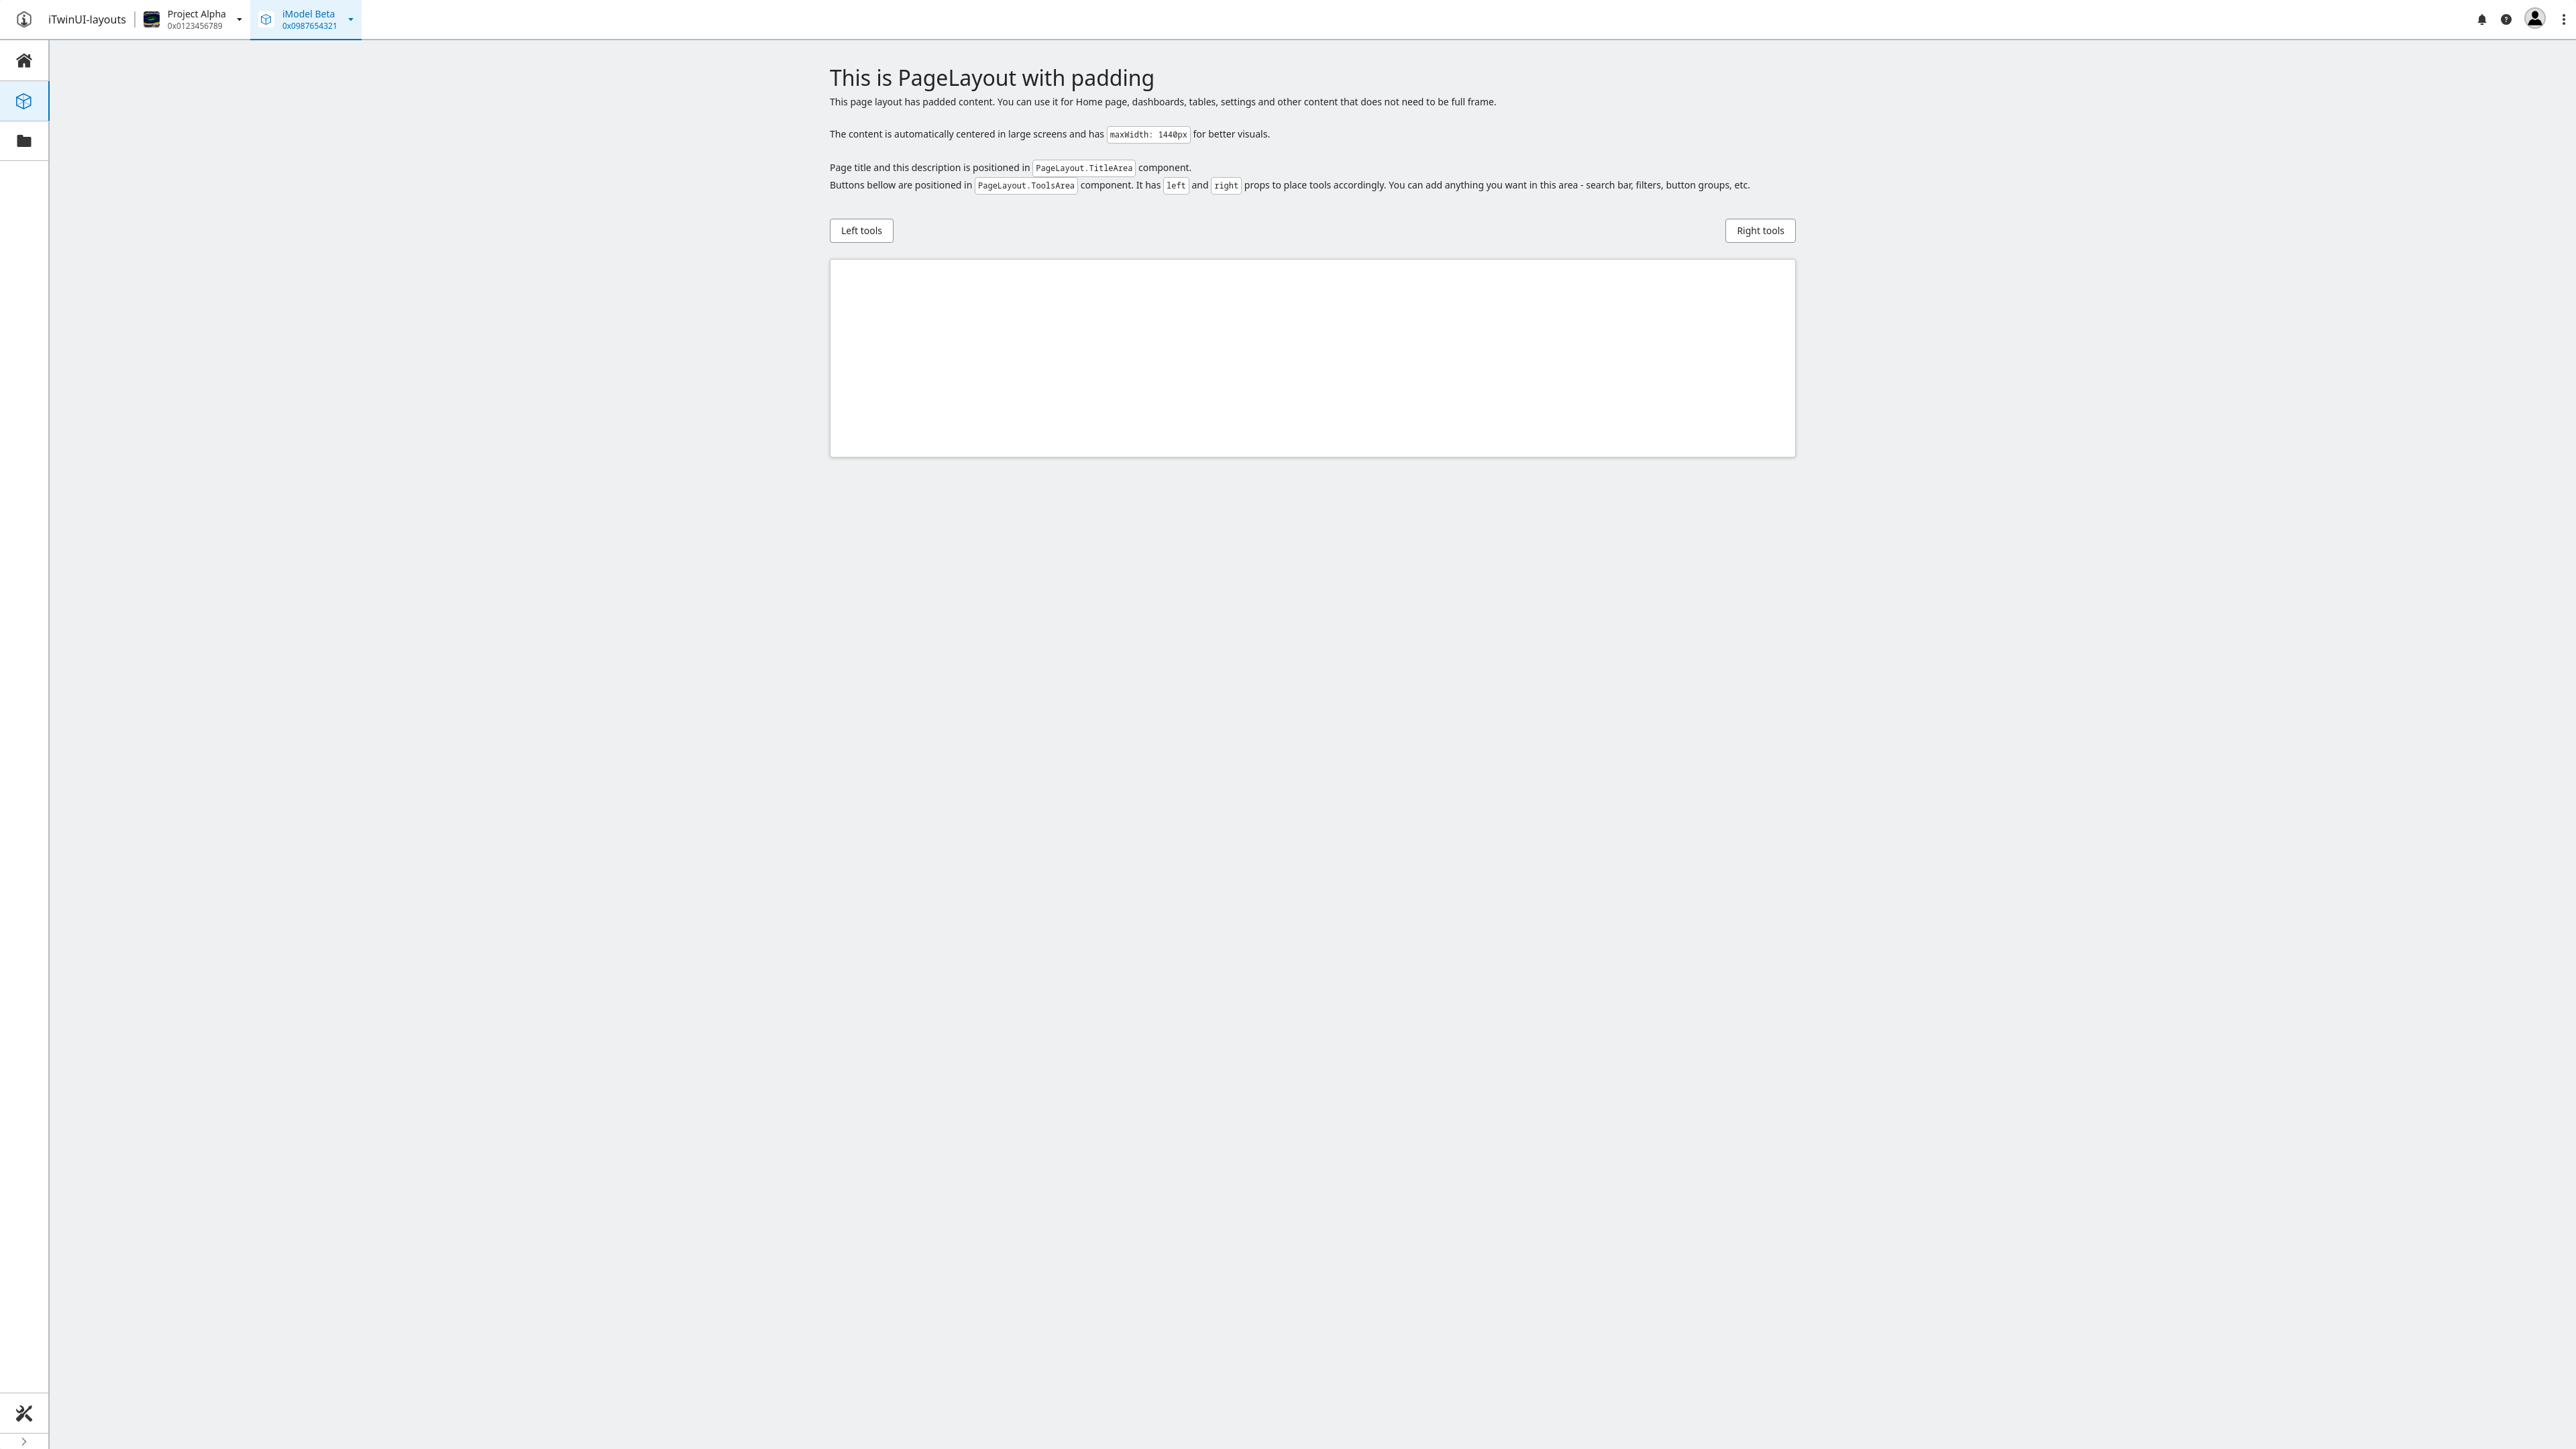 iTwinUI-layouts
Project Alpha
0x0123456789
iModel Beta
0x0987654321
This is PageLayout with padding
This page layout has padded content. You can use it for Home page, dashboards, tables, settings and other content that does not need to be full frame.
The content is automatically centered in large screens and has maxWidth: 1440px for better visuals.
Page title and this description is positioned in PageLayout.TitleArea component.
Buttons bellow are positioned in PageLayout.ToolsArea component. It has left and right props to place tools accordingly. You can add anything you want in this area - search bar, filters, button groups, etc.
Left tools
Right tools